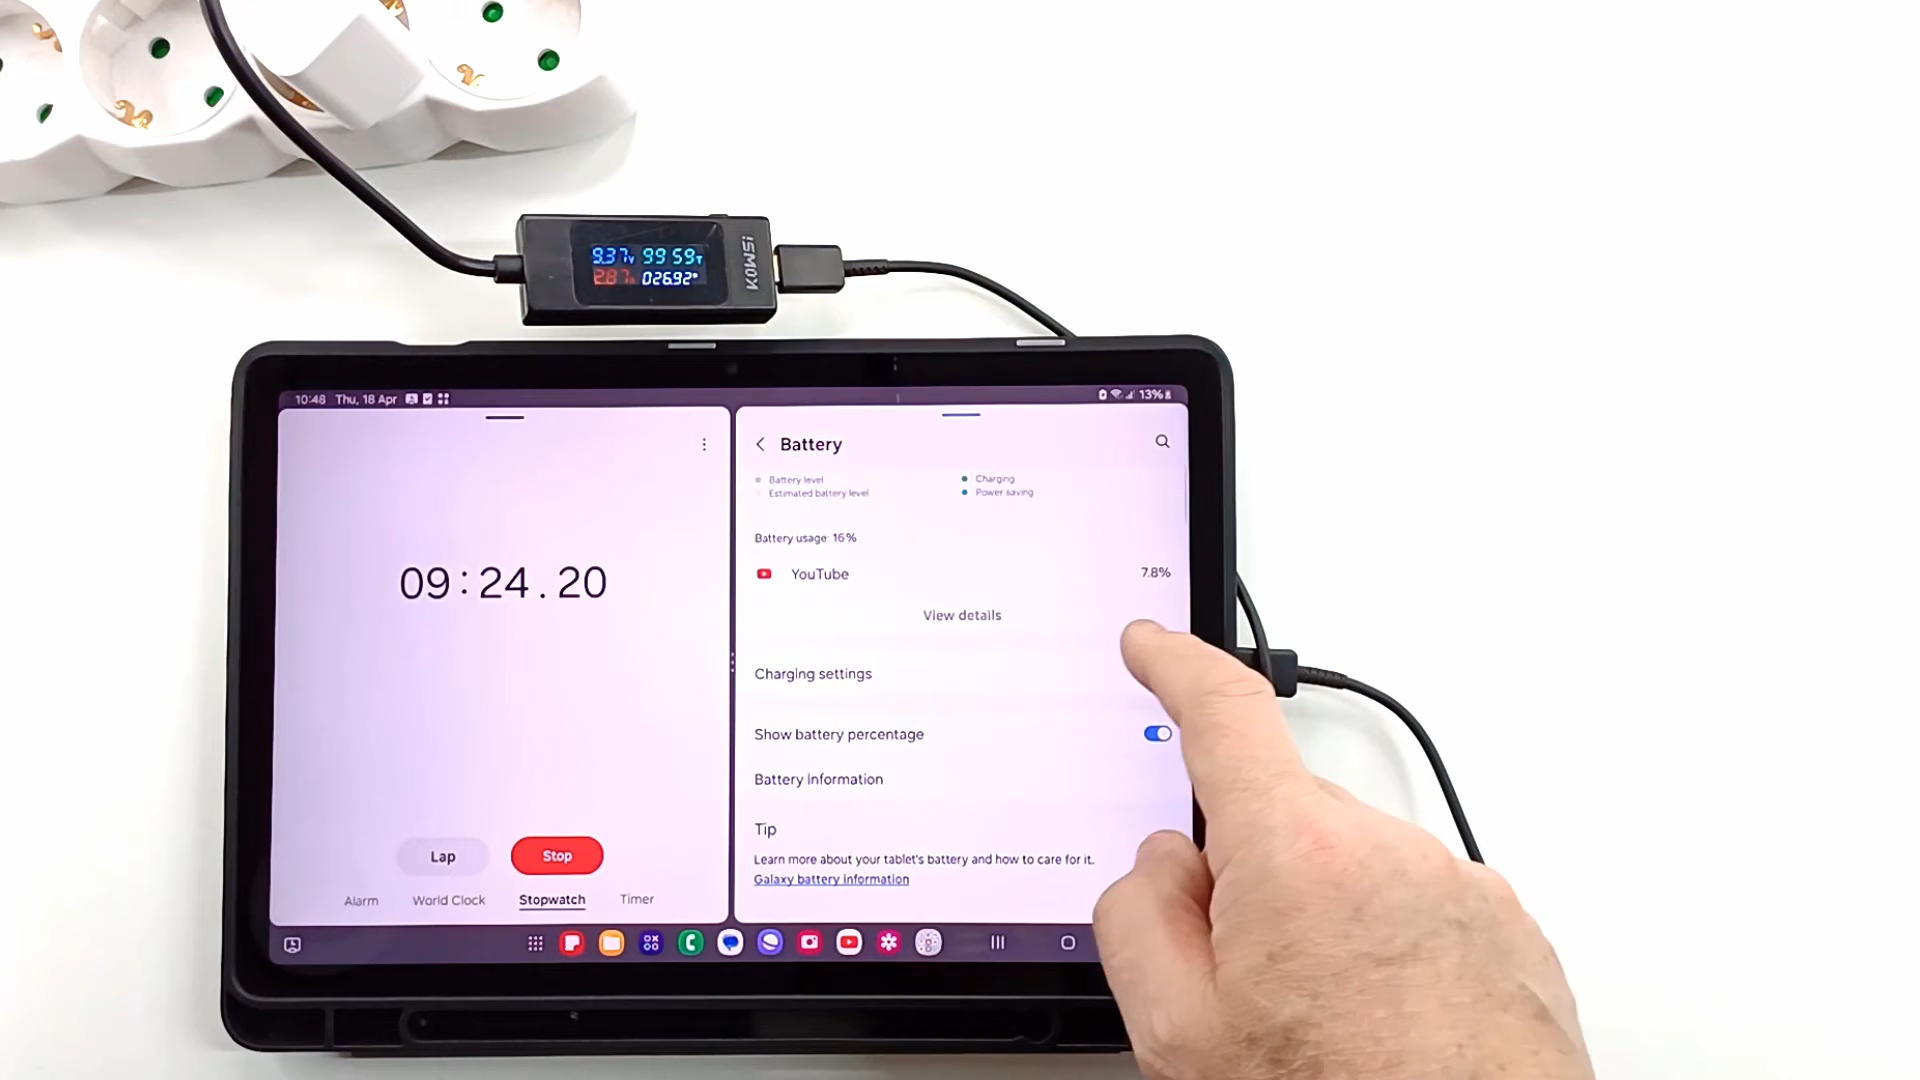 9.37V 99 59T
2.87A 02692
KOWSI
10:48 Thu, 18 Apr
13%
Battery
Battery level
Charging
Estimated battery level
Power saving
Battery usage: 16%
YouTube 7.8%
View details
09:24.20
Charging settings
Show battery percentage
Battery information
Tip
Learn more about your tablet's battery and how to care for it.
Galaxy battery information
Lap
Stop
Alarm
World Clock
Stopwatch
Timer